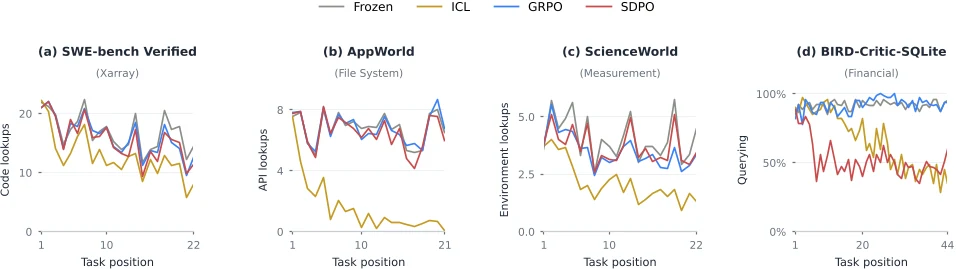 Frozen ICL GRPO SDPO
(a) SWE-bench Verified
(Xarray)
Code lookups
20
10
0
1 10 22
Task position
(b) AppWorld
(File System)
API lookups
8
4
0
1 10 21
Task position
(c) ScienceWorld
(Measurement)
Environment lookups
5.0
2.5
0.0
1 10 22
Task position
(d) BIRD-Critic-SQLite
(Financial)
Querying
100%
50%
0%
1 20 44
Task position